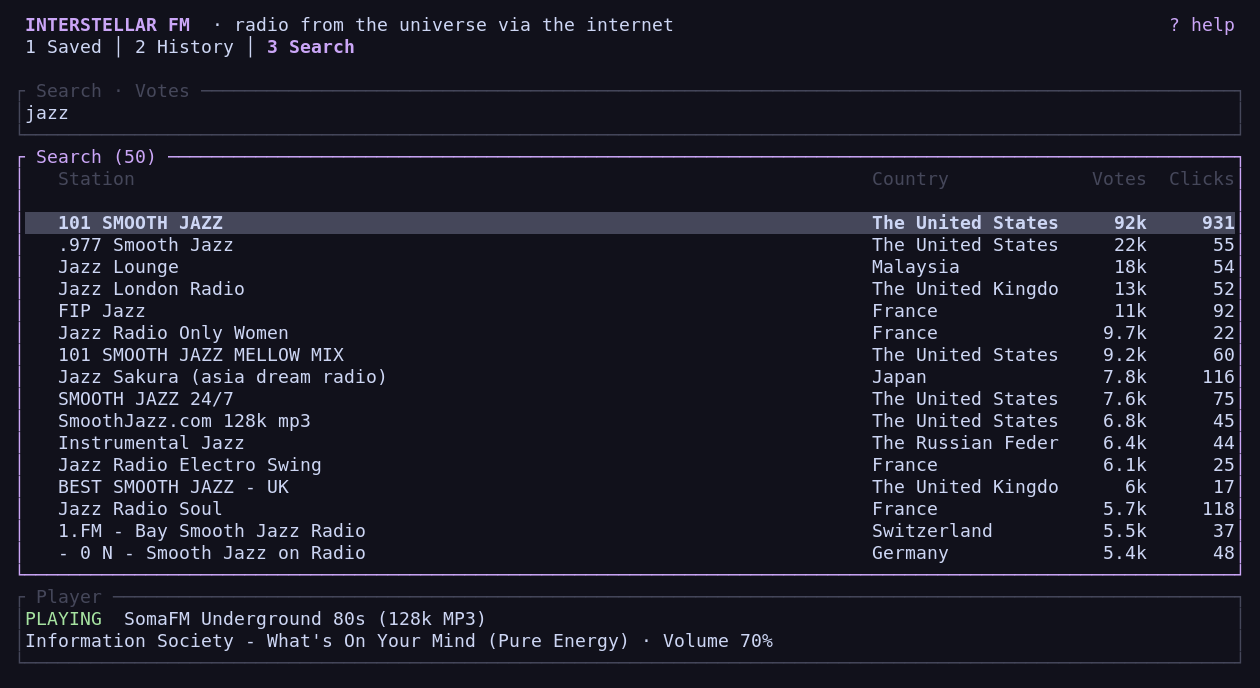 INTERSTELLAR FM · radio from the universe via the internet ? help
1 Saved │ 2 History │ 3 Search
Search · Votes
jazz
Search (50)
Station Country Votes Clicks
101 SMOOTH JAZZ The United States 92k 931
.977 Smooth Jazz The United States 22k 55
Jazz Lounge Malaysia 18k 54
Jazz London Radio The United Kingdo 13k 52
FIP Jazz France 11k 92
Jazz Radio Only Women France 9.7k 22
101 SMOOTH JAZZ MELLOW MIX The United States 9.2k 60
Jazz Sakura (asia dream radio) Japan 7.8k 116
SMOOTH JAZZ 24/7 The United States 7.6k 75
SmoothJazz.com 128k mp3 The United States 6.8k 45
Instrumental Jazz The Russian Feder 6.4k 44
Jazz Radio Electro Swing France 6.1k 25
BEST SMOOTH JAZZ - UK The United Kingdo 6k 17
Jazz Radio Soul France 5.7k 118
1.FM - Bay Smooth Jazz Radio Switzerland 5.5k 37
- 0 N - Smooth Jazz on Radio Germany 5.4k 48
Player
PLAYING SomaFM Underground 80s (128k MP3)
Information Society - What's On Your Mind (Pure Energy) · Volume 70%